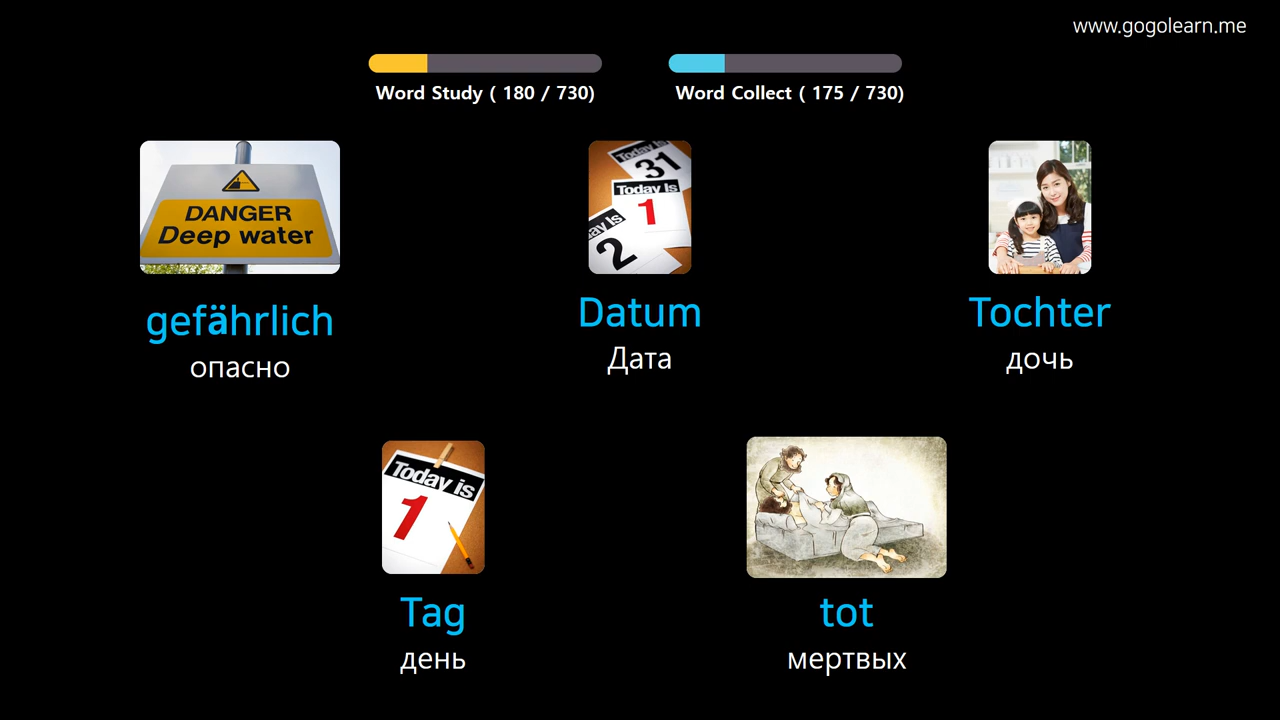 www.gogolearn.me
Word Study ( 180 / 730)
Word Collect ( 175 / 730)
DANGER
Deep water
Today Is
31
Today Is
1
ay Is
2
gefährlich
опасно
Datum
Дата
Tochter
дочь
Today is
1
Tag
день
tot
мертвых